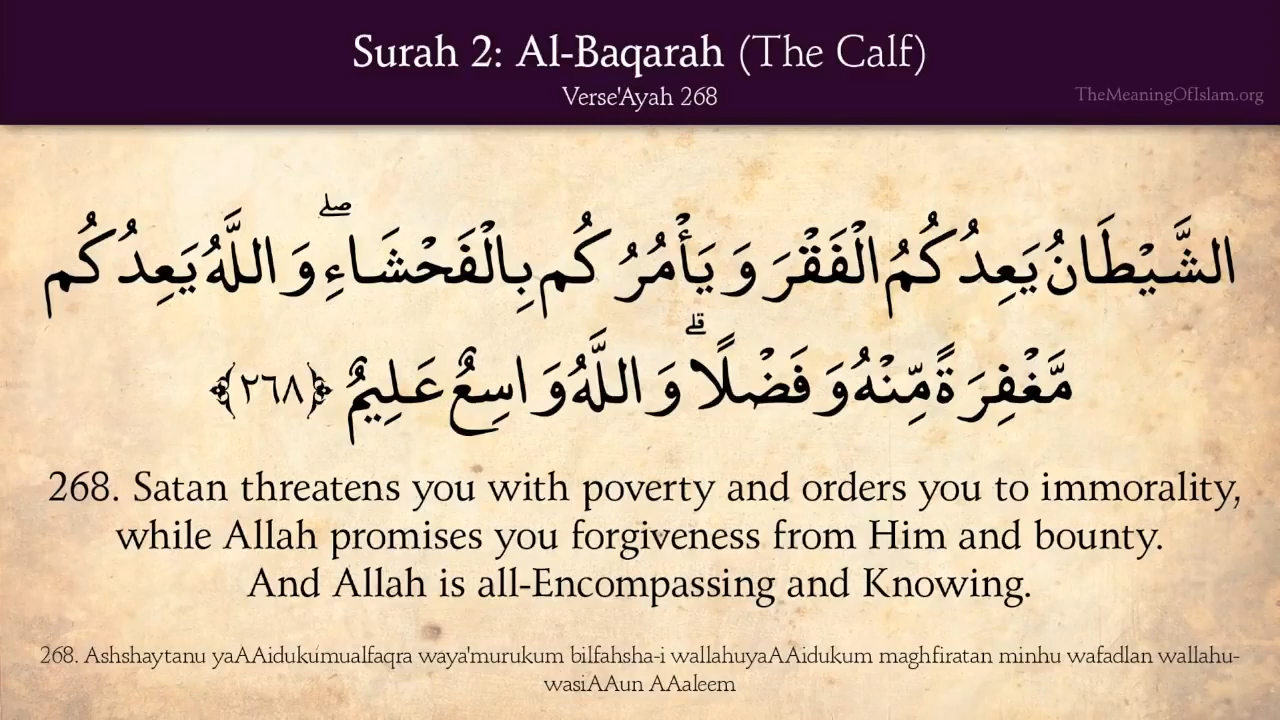 Surah 2: Al-Baqarah (The Calf)
Verse'Ayah 268
TheMeaningOfIslam.org
الشَّيْطَانُ يَعِدُكُمُ الْفَقْرَ وَيَأْمُرُكُم بِالْفَحْشَاءِ ۖ وَاللَّهُ يَعِدُكُم
مَّغْفِرَةً مِّنْهُ وَفَضْلًا ۗ وَاللَّهُ وَاسِعٌ عَلِيمٌ ﴿٢٦٨﴾
268. Satan threatens you with poverty and orders you to immorality,
while Allah promises you forgiveness from Him and bounty.
And Allah is all-Encompassing and Knowing.
268. Ashshaytanu yaAAidukumualfaqra waya'murukum bilfahsha-i wallahuyaAAidukum maghfiratan minhu wafadlan wallahu-
wasiAAun AAaleem